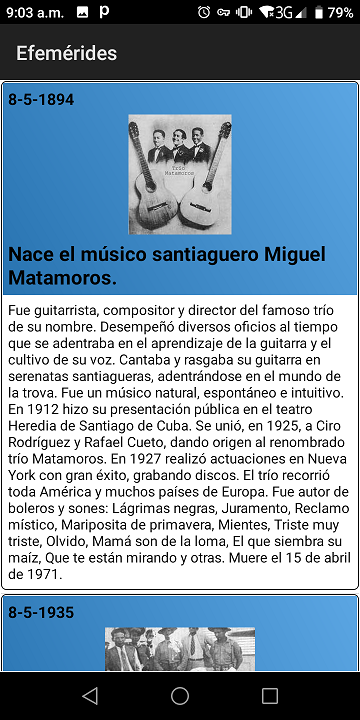 9:03 a.m.
3G
79%
Efemérides
8-5-1894
Trío
Matamoros
Nace el músico santiaguero Miguel
Matamoros.
Fue guitarrista, compositor y director del famoso trío
de su nombre. Desempeñó diversos oficios al tiempo
que se adentraba en el aprendizaje de la guitarra y el
cultivo de su voz. Cantaba y rasgaba su guitarra en
serenatas santiagueras, adentrándose en el mundo de
la trova. Fue un músico natural, espontáneo e intuitivo.
En 1912 hizo su presentación pública en el teatro
Heredia de Santiago de Cuba. Se unió, en 1925, a Ciro
Rodríguez y Rafael Cueto, dando origen al renombrado
trío Matamoros. En 1927 realizó actuaciones en Nueva
York con gran éxito, grabando discos. El trío recorrió
toda América y muchos países de Europa. Fue autor de
boleros y sones: Lágrimas negras, Juramento, Reclamo
místico, Mariposita de primavera, Mientes, Triste muy
triste, Olvido, Mamá son de la loma, El que siembra su
maíz, Que te están mirando y otras. Muere el 15 de abril
de 1971.
8-5-1935